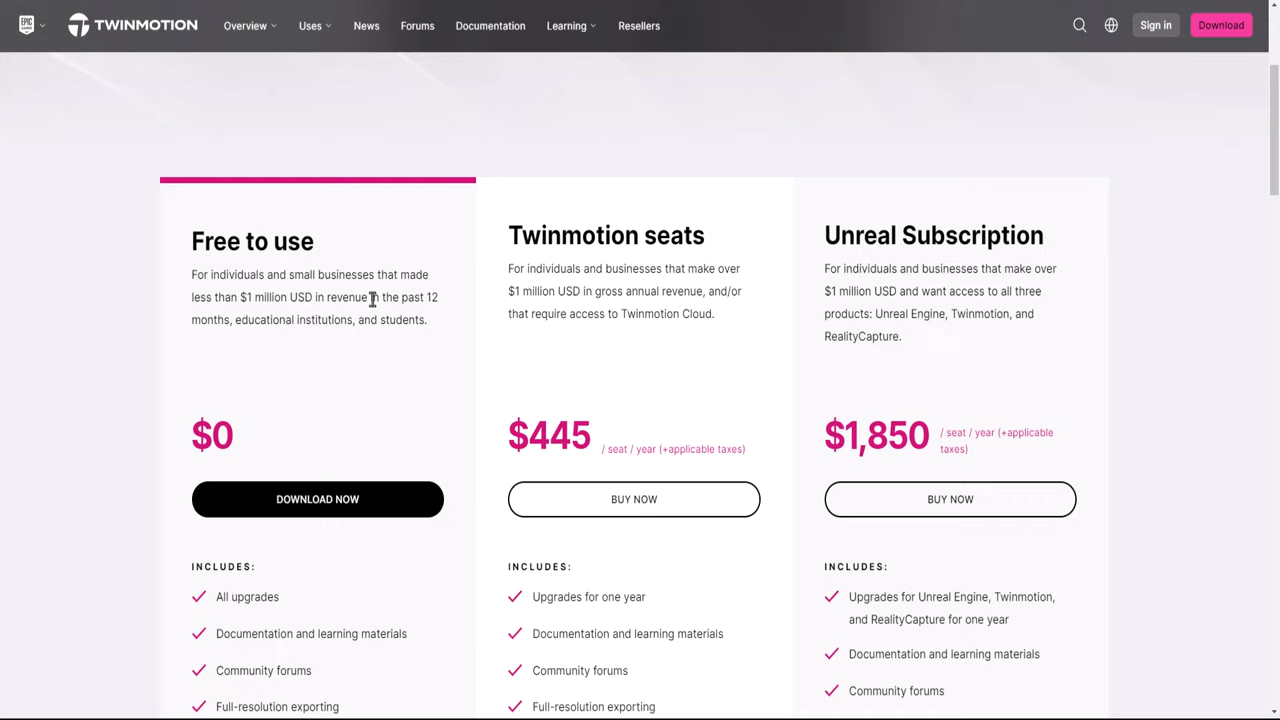 EPIC GAMES
TWINMOTION
Overview
Uses
News
Forums
Documentation
Learning
Resellers
Sign in
Download
Free to use
For individuals and small businesses that made
less than $1 million USD in revenue in the past 12
months, educational institutions, and students.
$0
DOWNLOAD NOW
INCLUDES:
All upgrades
Documentation and learning materials
Community forums
Full-resolution exporting
Twinmotion seats
For individuals and businesses that make over
$1 million USD in gross annual revenue, and/or
that require access to Twinmotion Cloud.
$445 / seat / year (+applicable taxes)
BUY NOW
INCLUDES:
Upgrades for one year
Documentation and learning materials
Community forums
Full-resolution exporting
Unreal Subscription
For individuals and businesses that make over
$1 million USD and want access to all three
products: Unreal Engine, Twinmotion, and
RealityCapture.
$1,850 / seat / year (+applicable
taxes)
BUY NOW
INCLUDES:
Upgrades for Unreal Engine, Twinmotion,
and RealityCapture for one year
Documentation and learning materials
Community forums